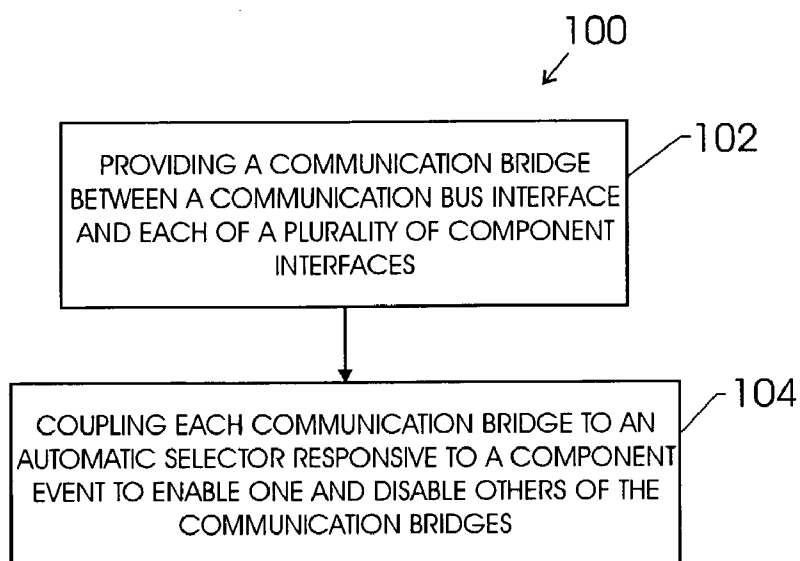 100
102
PROVIDING A COMMUNICATION BRIDGE
BETWEEN A COMMUNICATION BUS INTERFACE
AND EACH OF A PLURALITY OF COMPONENT
INTERFACES
104
COUPLING EACH COMMUNICATION BRIDGE TO AN
AUTOMATIC SELECTOR RESPONSIVE TO A COMPONENT
EVENT TO ENABLE ONE AND DISABLE OTHERS OF THE
COMMUNICATION BRIDGES